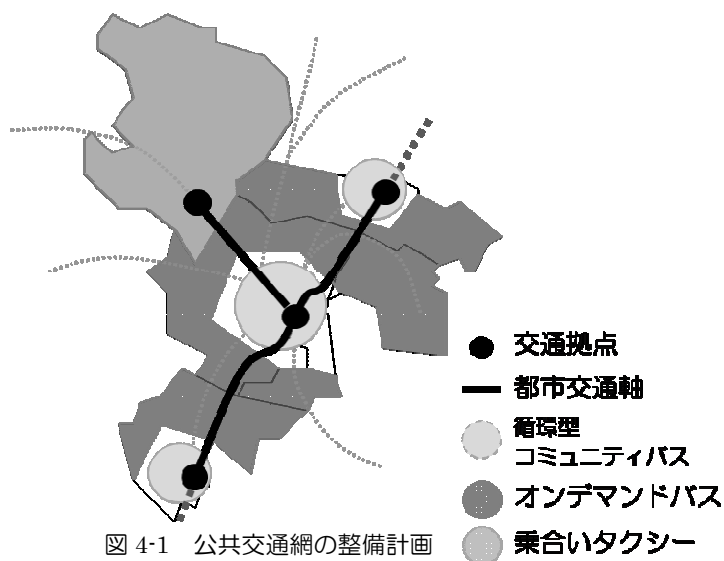 交通拠点
都市交通軸
循環型
コミュニティバス
オンデマンドバス
乗合いタクシー
図 4-1 公共交通網の整備計画